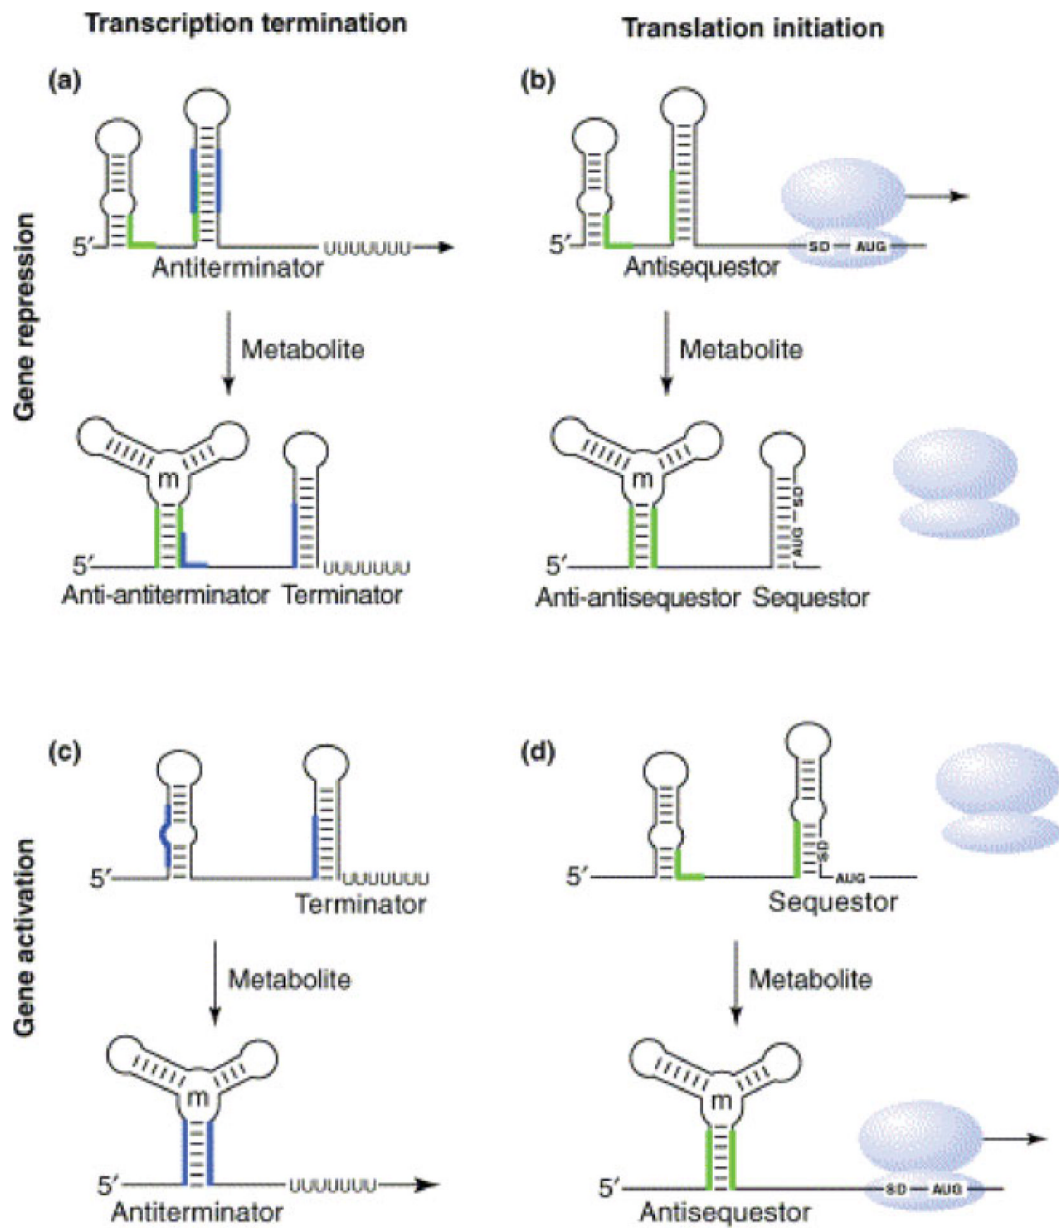 Transcription termination
Translation initiation
Gene repression
(a)
5′
UUUUUUU
Antiterminator
Metabolite
m
5′
UUUUUUU
Anti-antiterminator Terminator
(b)
5′
SD AUG
Antisequestor
Metabolite
m
SD
AUG
5′
Anti-antisequestor Sequestor
Gene activation
(c)
5′
UUUUUUU
Terminator
Metabolite
m
5′
UUUUUUU
Antiterminator
(d)
SD
5′
AUG
Sequestor
Metabolite
m
5′
SD AUG
Antisequestor